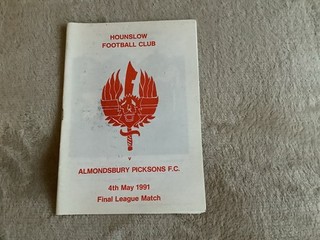 HOUNSLOW
FOOTBALL CLUB
v
ALMONDSBURY PICKSONS F.C.
4th May 1991
Final League Match